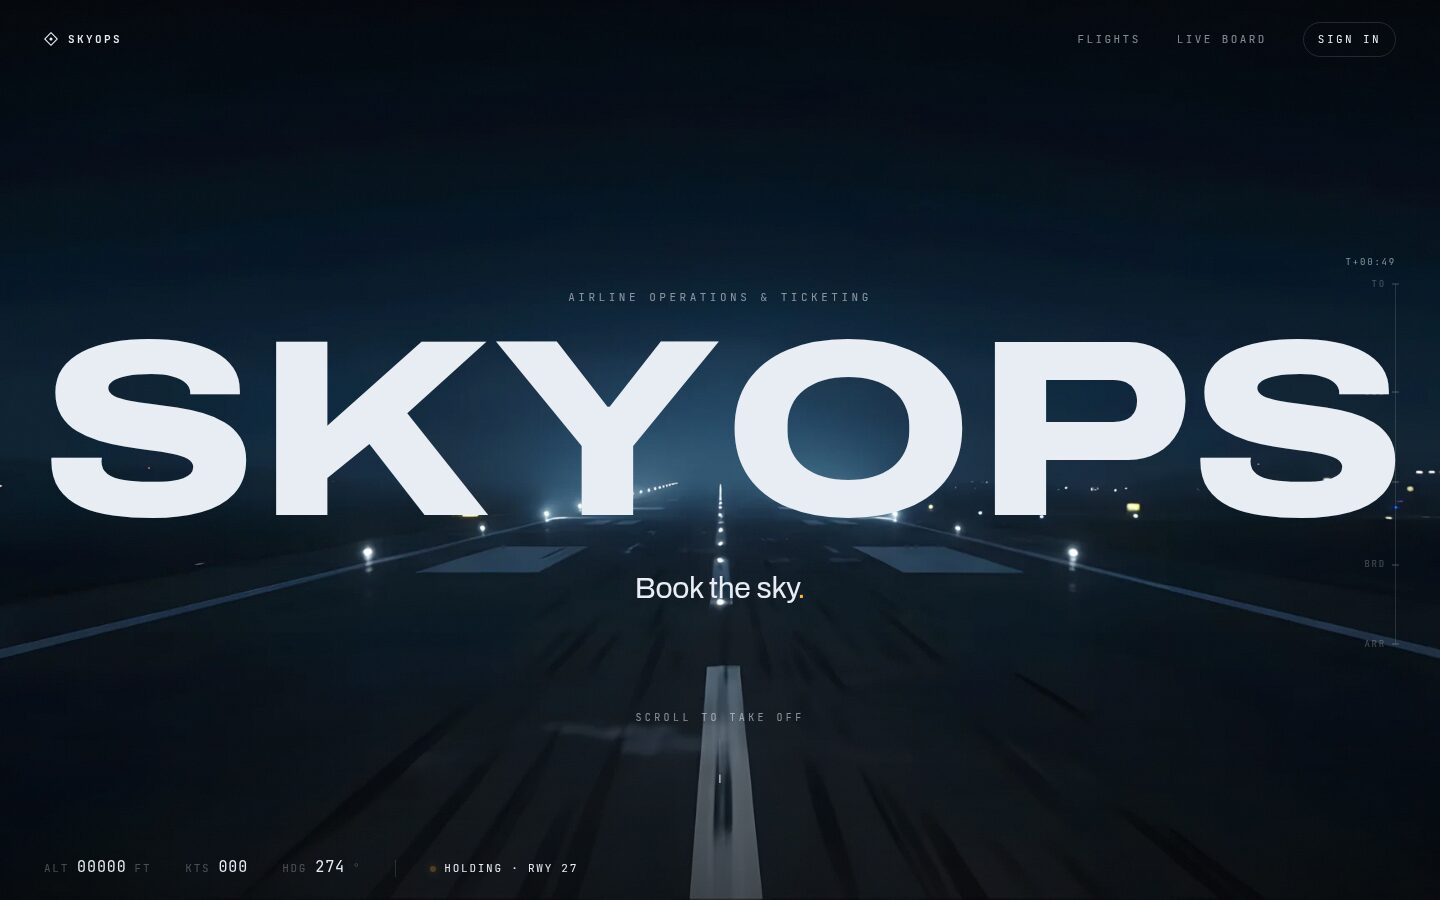 SKYOPS
FLIGHTS
LIVE BOARD
SIGN IN
T+00:49
TO
AIRLINE OPERATIONS & TICKETING
SKYOPS
BRD
Book the sky.
ARR
SCROLL TO TAKE OFF
ALT 00000 FT
KTS 000
HDG 274 °
HOLDING · RWY 27